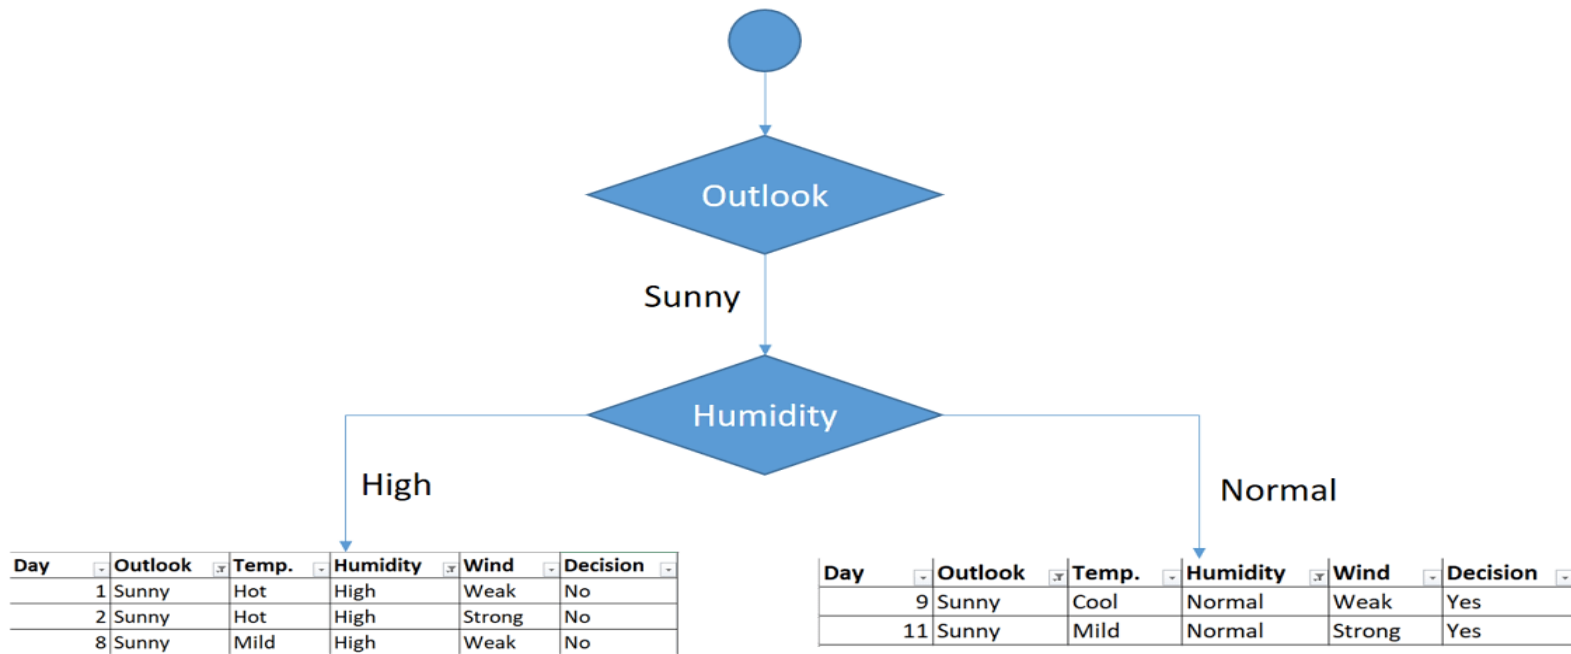 Outlook
Sunny
Humidity
High
Normal
Day Outlook Temp. Humidity Wind Decision
1 Sunny Hot High Weak No
2 Sunny Hot High Strong No
8 Sunny Mild High Weak No
Day Outlook Temp. Humidity Wind Decision
9 Sunny Cool Normal Weak Yes
11 Sunny Mild Normal Strong Yes